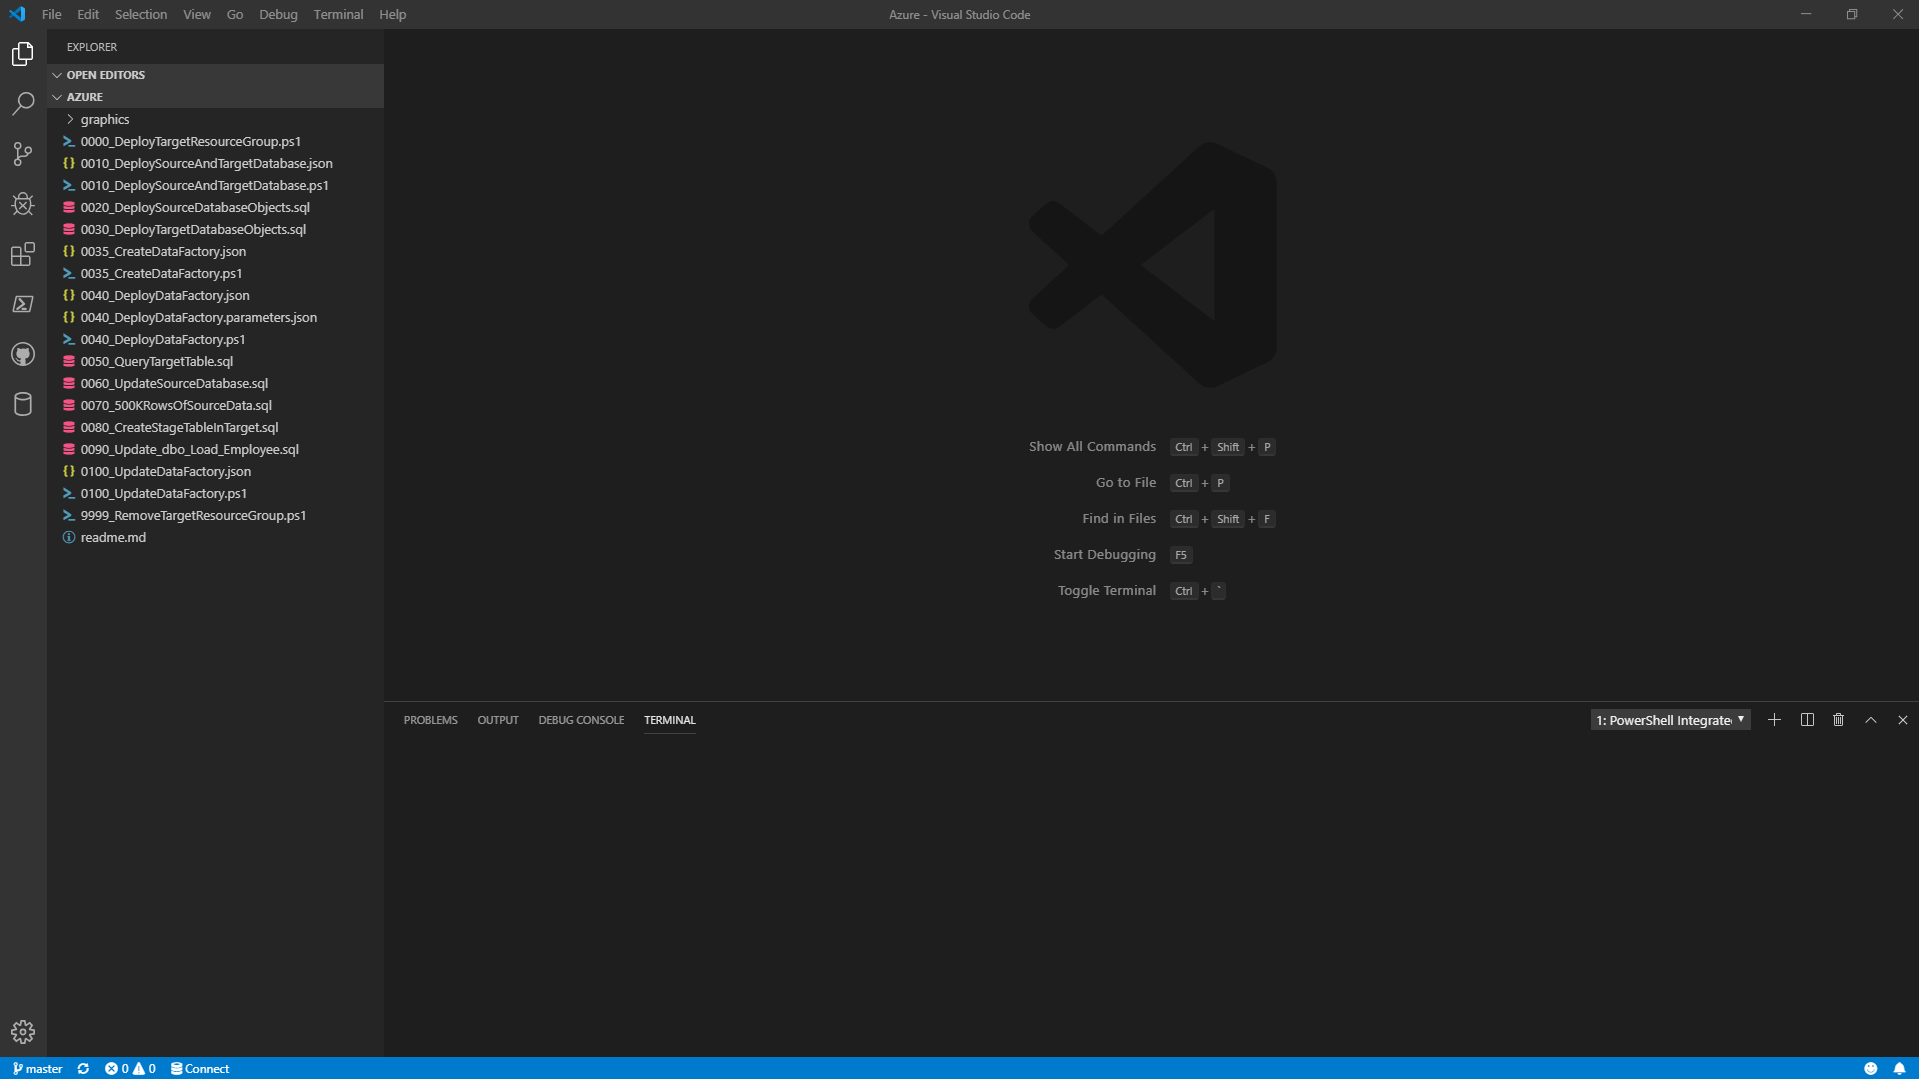 File Edit Selection View Go Debug Terminal Help
Azure - Visual Studio Code
EXPLORER
OPEN EDITORS
AZURE
graphics
0000_DeployTargetResourceGroup.ps1
0010_DeploySourceAndTargetDatabase.json
0010_DeploySourceAndTargetDatabase.ps1
0020_DeploySourceDatabaseObjects.sql
0030_DeployTargetDatabaseObjects.sql
0035_CreateDataFactory.json
0035_CreateDataFactory.ps1
0040_DeployDataFactory.json
0040_DeployDataFactory.parameters.json
0040_DeployDataFactory.ps1
0050_QueryTargetTable.sql
0060_UpdateSourceDatabase.sql
0070_500KRowsOfSourceData.sql
0080_CreateStageTableInTarget.sql
0090_Update_dbo_Load_Employee.sql
0100_UpdateDataFactory.json
0100_UpdateDataFactory.ps1
9999_RemoveTargetResourceGroup.ps1
readme.md
Show All Commands Ctrl + Shift + P
Go to File Ctrl + P
Find in Files Ctrl + Shift + F
Start Debugging F5
Toggle Terminal Ctrl + `
PROBLEMS OUTPUT DEBUG CONSOLE TERMINAL
1: PowerShell Integrate
master 0 0 Connect